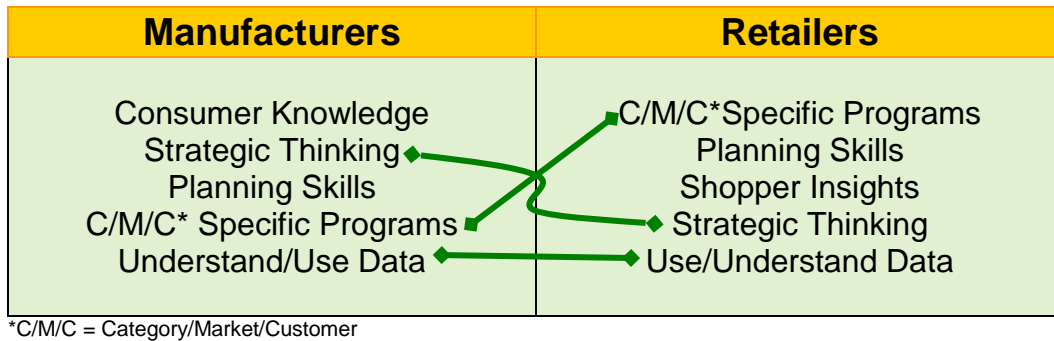 Manufacturers
Retailers
Consumer Knowledge
Strategic Thinking
Planning Skills
C/M/C* Specific Programs
Understand/Use Data
C/M/C*Specific Programs
Planning Skills
Shopper Insights
Strategic Thinking
Use/Understand Data
*C/M/C = Category/Market/Customer